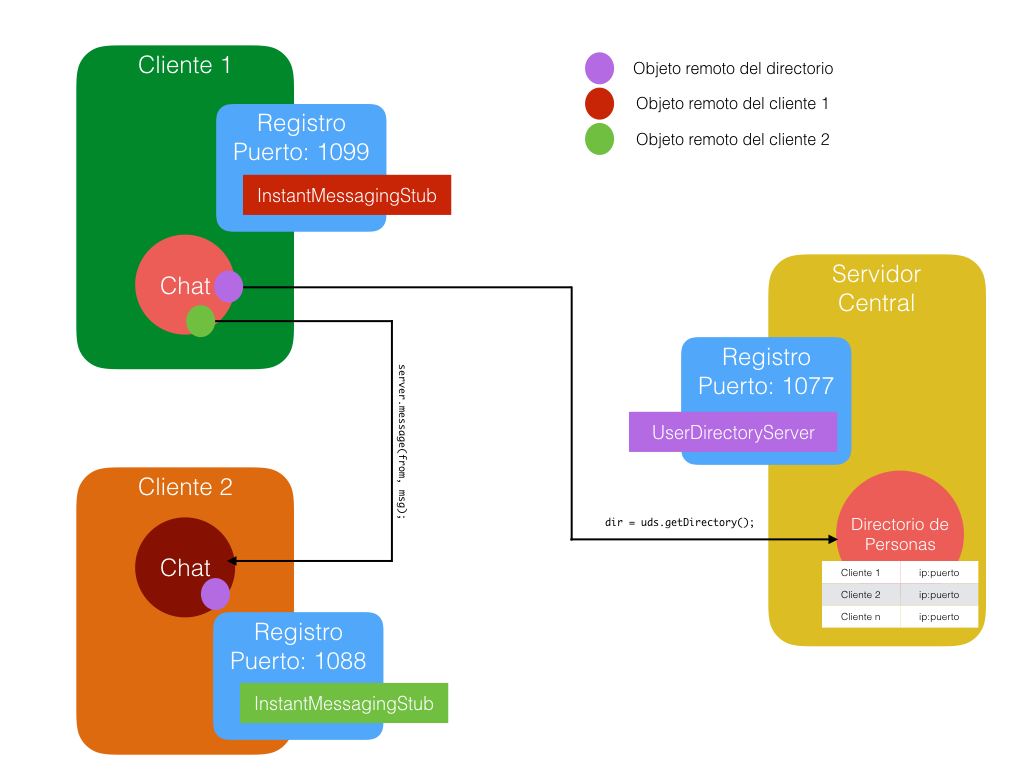 Cliente 1
Registro
Puerto: 1099
InstantMessagingStub
Chat
Objeto remoto del directorio
Objeto remoto del cliente 1
Objeto remoto del cliente 2
server.message(from, msg);
Cliente 2
Chat
Registro
Puerto: 1088
InstantMessagingStub
Servidor
Central
Registro
Puerto: 1077
UserDirectoryServer
dir = uds.getDirectory();
Directorio de
Personas
Cliente 1 ip:puerto
Cliente 2 ip:puerto
Cliente n ip:puerto